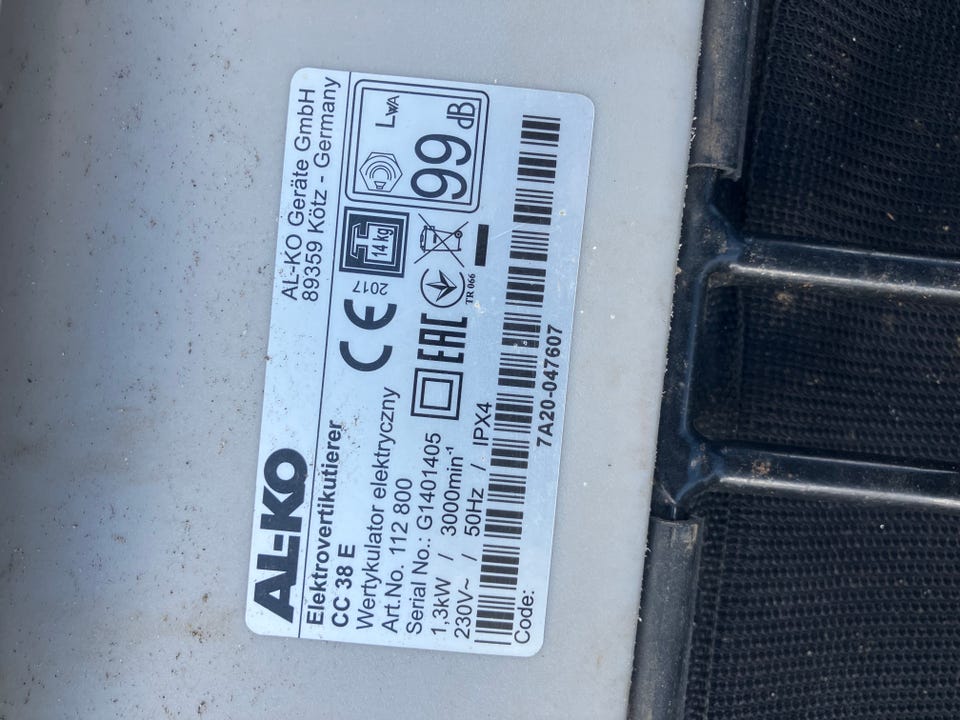 AL-KO
AL-KO Geräte GmbH
89359 Kötz - Germany
Elektrovertikutierer
CC 38 E
Wertykulator elektryczny
Art.No. 112 800
Serial No.: G1401405
1,3kW / 3000min-¹
230V~ / 50Hz / IPX4
CE
2017
14 kg
EAC
TR 066
LWA
99 dB
Code:
7A20-047607